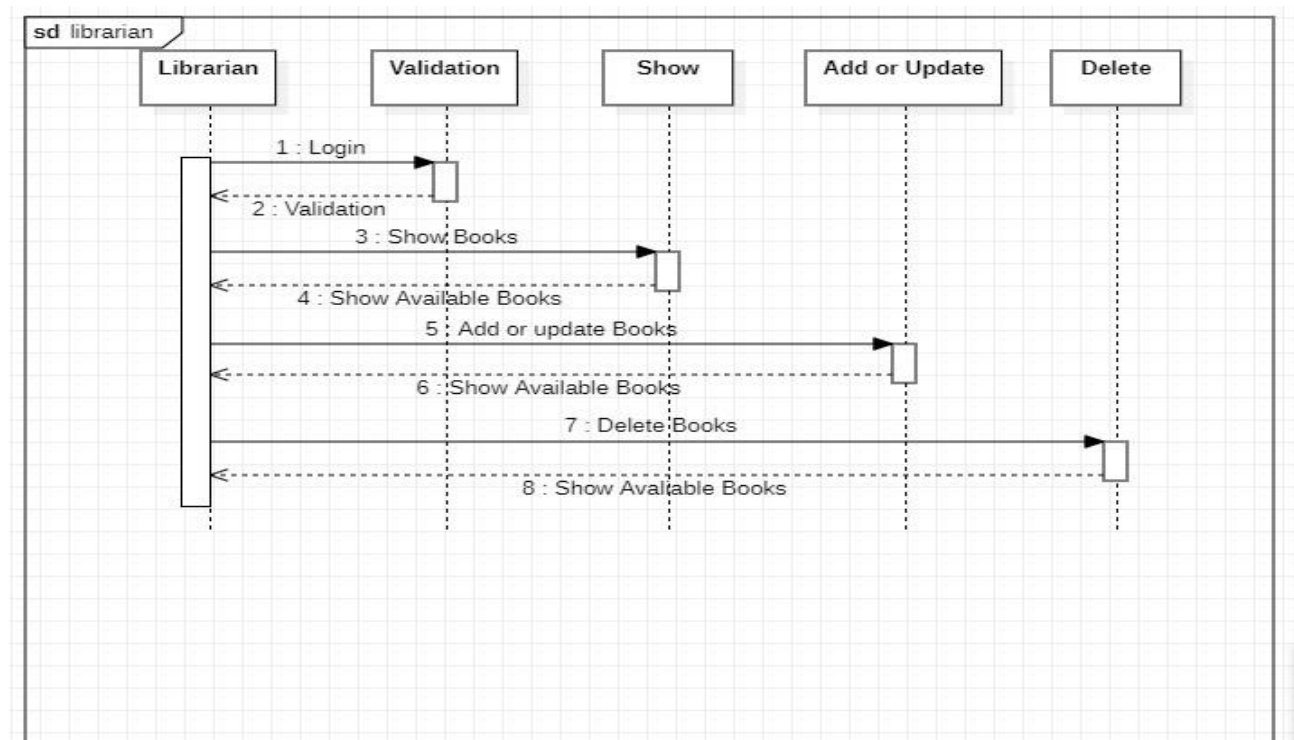 sd librarian
Librarian
Validation
Show
Add or Update
Delete
1 : Login
2 : Validation
3 : Show Books
4 : Show Available Books
5 : Add or update Books
6 : Show Available Books
7 : Delete Books
8 : Show Avaliable Books